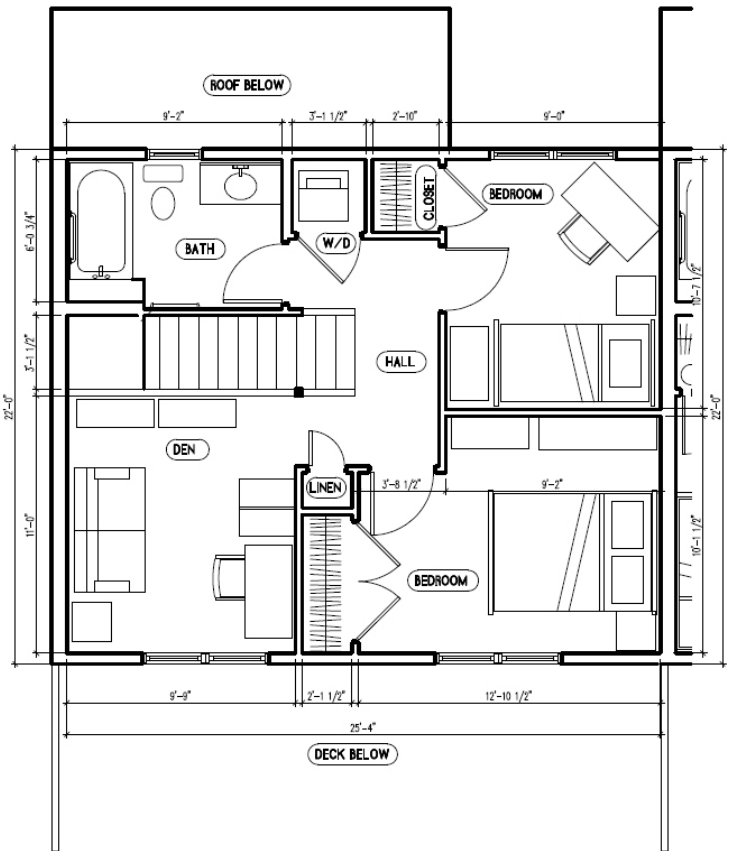 ROOF BELOW
9'-2"
3'-1 1/2"
2'-10"
9'-0"
BEDROOM
CLOSET
W/D
BATH
6'-0 3/4"
10'-7 1/2"
3'-1 1/2"
HALL
22'-0"
22'-0"
DEN
LINEN
3'-8 1/2"
9'-2"
11'-0"
10'-1 1/2"
BEDROOM
9'-9"
2'-1 1/2"
12'-10 1/2"
25'-4"
DECK BELOW